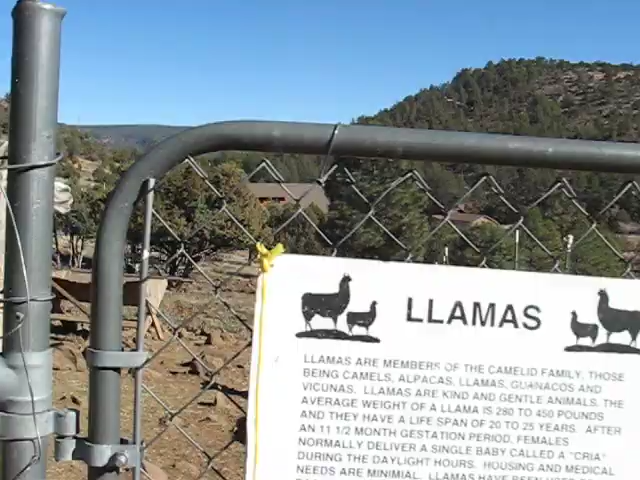 LLAMAS
LLAMAS ARE MEMBERS OF THE CAMELID FAMILY, THOSE
BEING CAMELS, ALPACAS, LLAMAS, GUANACOS AND
VICUNAS. LLAMAS ARE KIND AND GENTLE ANIMALS. THE
AVERAGE WEIGHT OF A LLAMA IS 280 TO 450 POUNDS
AND THEY HAVE A LIFE SPAN OF 20 TO 25 YEARS. AFTER
AN 11 1/2 MONTH GESTATION PERIOD, FEMALES
NORMALLY DELIVER A SINGLE BABY CALLED A "CRIA"
DURING THE DAYLIGHT HOURS. HOUSING AND MEDICAL
NEEDS ARE MINIMIAL. LLAMAS HAVE BEEN USED